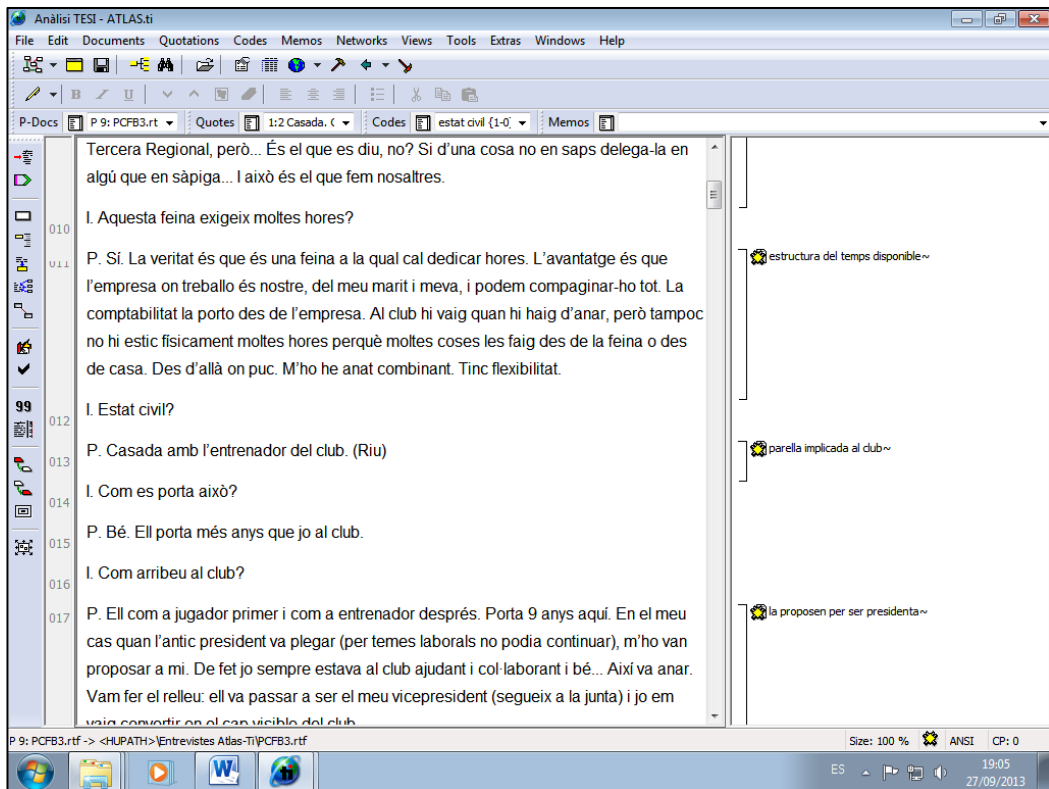 Anàlisi TESI - ATLAS.ti
File Edit Documents Quotations Codes Memos Networks Views Tools Extras Windows Help
B I U
P-Docs P 9: PCFB3.rt Quotes 1:2 Casada. ( Codes estat civil {1-0} Memos
Tercera Regional, però... És el que es diu, no? Si d'una cosa no en saps delega-la en
algú que en sàpiga... I això és el que fem nosaltres.
010 I. Aquesta feina exigeix moltes hores?
011 P. Sí. La veritat és que és una feina a la qual cal dedicar hores. L'avantatge és que
estructura del temps disponible~
l'empresa on treballo és nostre, del meu marit i meva, i podem compaginar-ho tot. La
comptabilitat la porto des de l'empresa. Al club hi vaig quan hi haig d'anar, però tampoc
no hi estic físicament moltes hores perquè moltes coses les faig des de la feina o des
de casa. Des d'allà on puc. M'ho he anat combinant. Tinc flexibilitat.
99
012 I. Estat civil?
013 P. Casada amb l'entrenador del club. (Riu)
parella implicada al club~
014 I. Com es porta això?
015 P. Bé. Ell porta més anys que jo al club.
016 I. Com arribeu al club?
017 P. Ell com a jugador primer i com a entrenador després. Porta 9 anys aquí. En el meu
la proposen per ser presidenta~
cas quan l'antic president va plegar (per temes laborals no podia continuar), m'ho van
proposar a mi. De fet jo sempre estava al club ajudant i col·laborant i bé... Així va anar.
Vam fer el relleu: ell va passar a ser el meu vicepresident (segueix a la junta) i jo em
vaig convertir en el cap visible del club.
P 9: PCFB3.rtf -> <HUPATH>\Entrevistes Atlas-Ti\PCFB3.rtf Size: 100 % ANSI CP: 0
W ti ES 19:05
27/09/2013